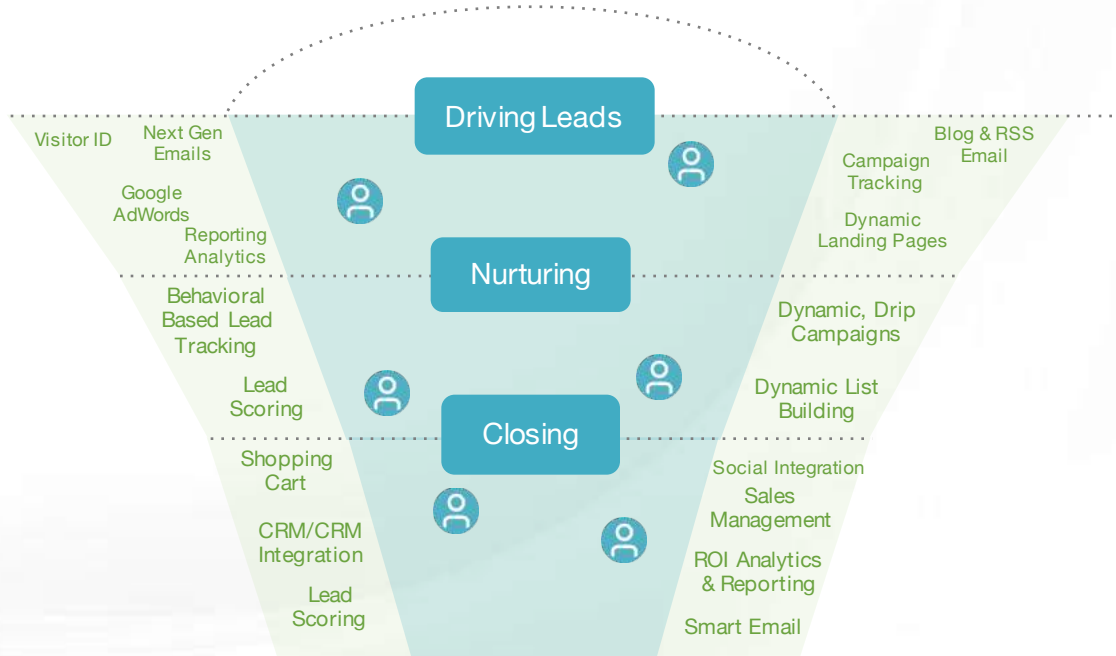 Driving Leads
Visitor ID
Next Gen
Emails
Google
AdWords
Reporting
Analytics
Blog & RSS
Email
Campaign
Tracking
Dynamic
Landing Pages
Nurturing
Behavioral
Based Lead
Tracking
Lead
Scoring
Dynamic, Drip
Campaigns
Dynamic List
Building
Closing
Shopping
Cart
CRM/CRM
Integration
Lead
Scoring
Social Integration
Sales
Management
ROI Analytics
& Reporting
Smart Email